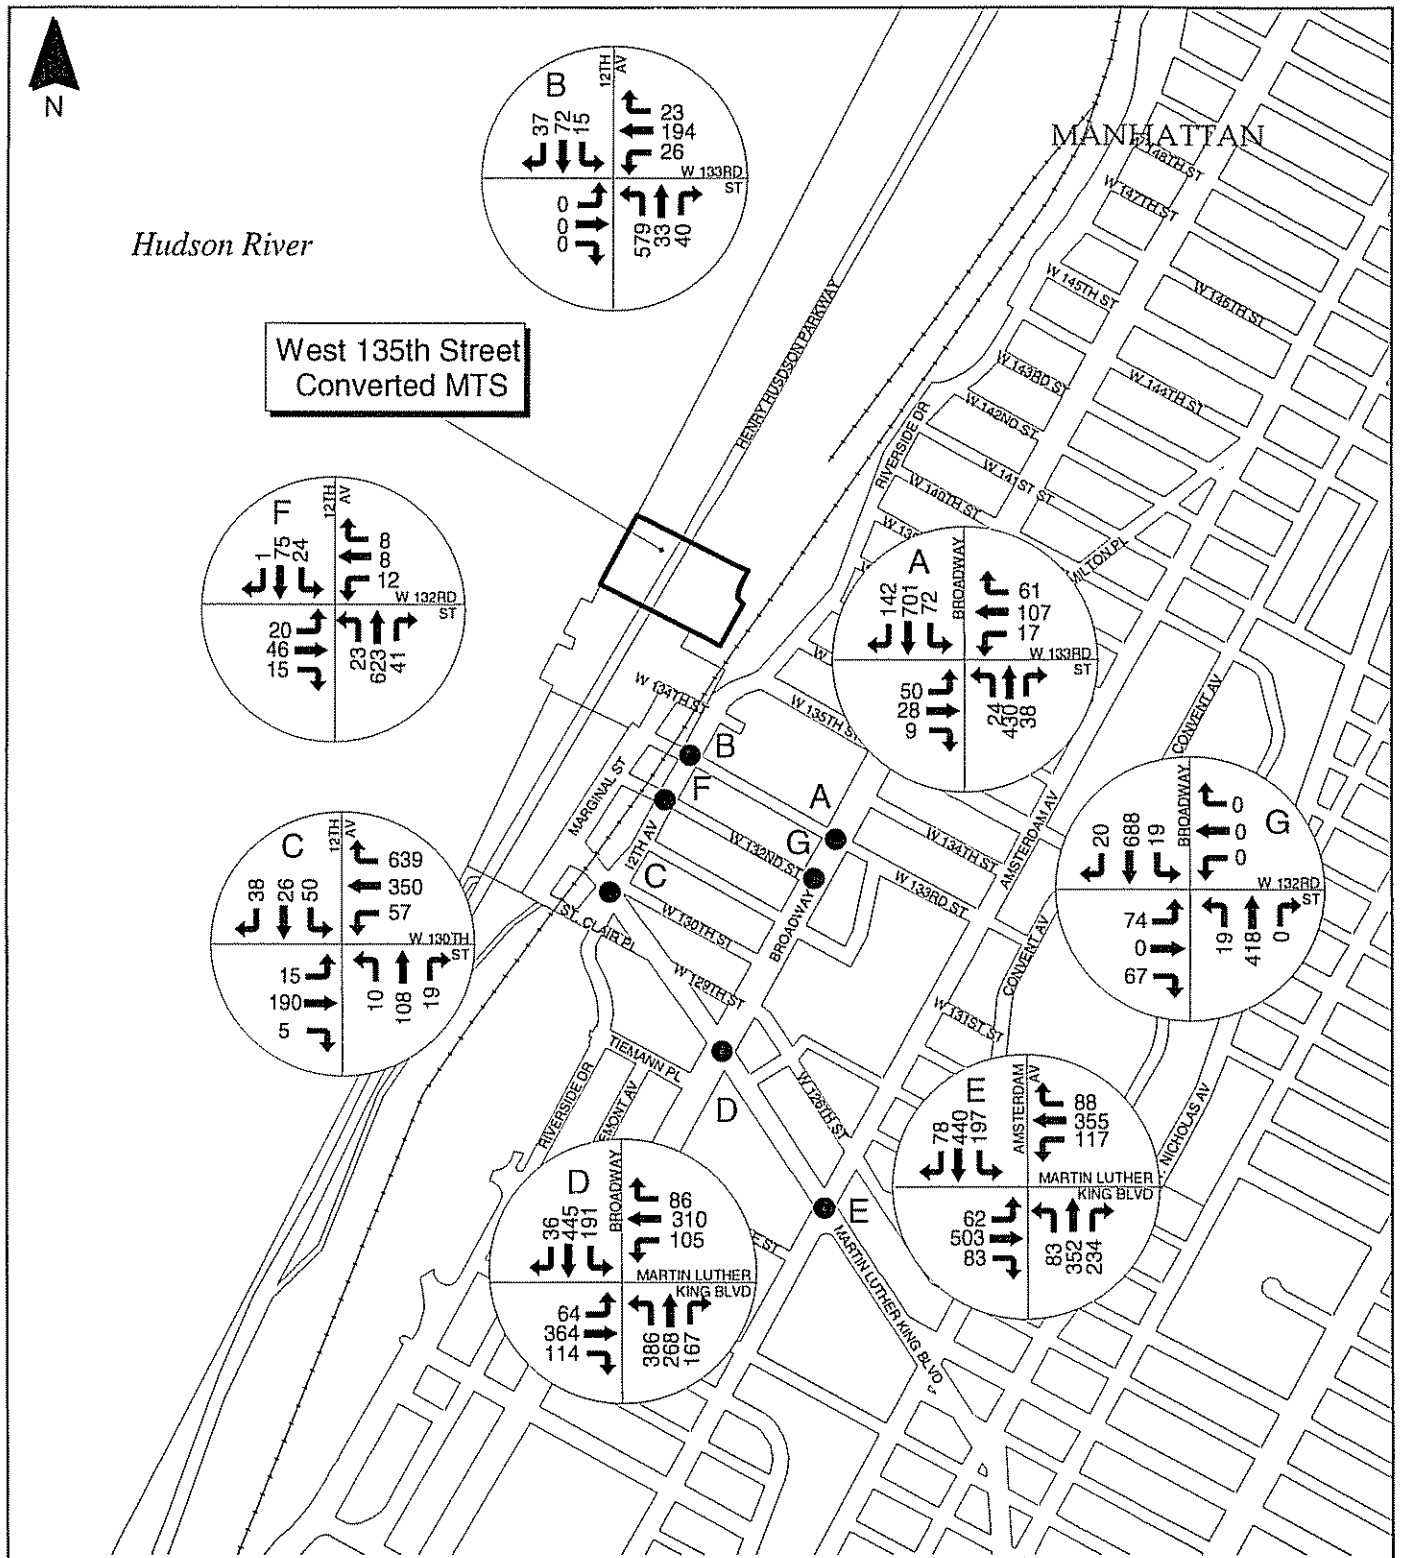 N
Hudson River
MANHATTAN
West 135th Street
Converted MTS
B
12TH
AV
37
72
15
23
194
26
W 133RD
ST
0
0
0
579
33
40
F
12TH
AV
1
75
24
8
8
12
W 132RD
ST
20
46
15
23
623
41
A
BROADWAY
142
701
72
61
107
17
W 133RD
ST
50
28
9
24
430
38
C
12TH
AV
38
26
50
639
350
57
W 130TH
ST
15
190
5
10
108
19
G
BROADWAY
20
688
19
0
0
0
W 132RD
ST
74
0
67
19
418
0
D
BROADWAY
36
445
191
86
310
105
MARTIN LUTHER
KING BLVD
64
364
114
386
268
167
E
AMSTERDAM
AV
78
440
197
88
355
117
MARTIN LUTHER
KING BLVD
62
503
83
83
352
234
HENRY HUSDSON PARKWAY
RIVERSIDE DR
W 148TH ST
W 147TH ST
W 146TH ST
W 145TH ST
W 144TH ST
W 143RD ST
W 142ND ST
W 141ST ST
W 140TH ST
W 135TH ST
W 134TH ST
W 134TH ST
W 133RD ST
W 132ND ST
W 131ST ST
W 130TH ST
W 129TH ST
W 126TH ST
MARGINAL ST
12TH AV
ST. CLAIR PL
TIEMANN PL
RIVERSIDE DR
BROADWAY
AMSTERDAM AV
CONVENT AV
CONVENT AV
NICHOLAS AV
MARTIN LUTHER KING BLVD
B
F
A
G
C
D
E